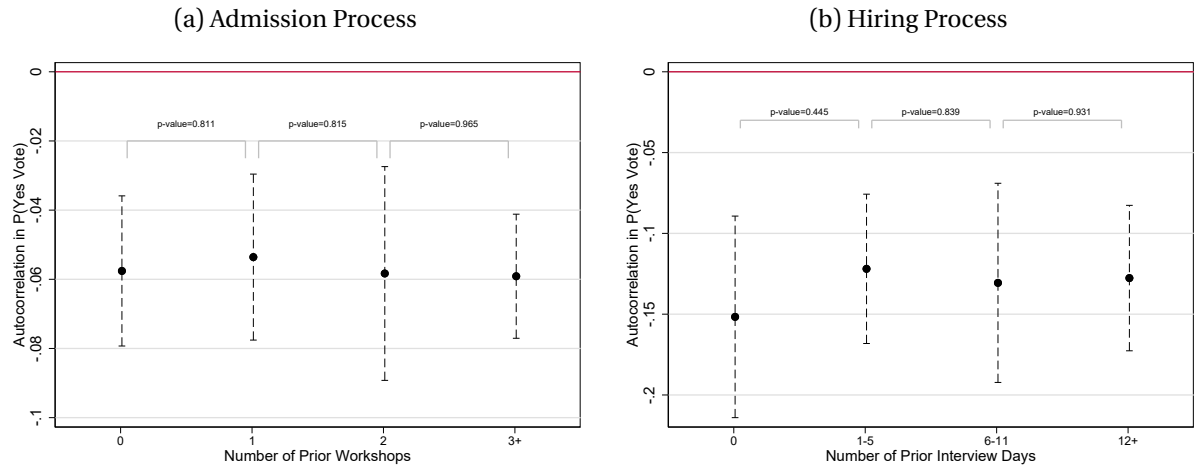 (a) Admission Process
0
-.02
-.04
-.06
-.08
-.1
Autocorrelation in P(Yes Vote)
p-value=0.811
p-value=0.815
p-value=0.965
0
1
2
3+
Number of Prior Workshops
(b) Hiring Process
0
-.05
-.1
-.15
-.2
Autocorrelation in P(Yes Vote)
p-value=0.445
p-value=0.839
p-value=0.931
0
1-5
6-11
12+
Number of Prior Interview Days